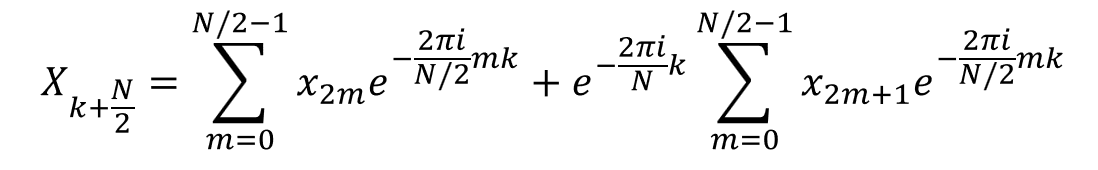 X_{k+\frac{N}{2}} = \sum_{m=0}^{N/2-1} x_{2m} e^{-\frac{2\pi i}{N/2}mk} + e^{-\frac{2\pi i}{N}k} \sum_{m=0}^{N/2-1} x_{2m+1} e^{-\frac{2\pi i}{N/2}mk}